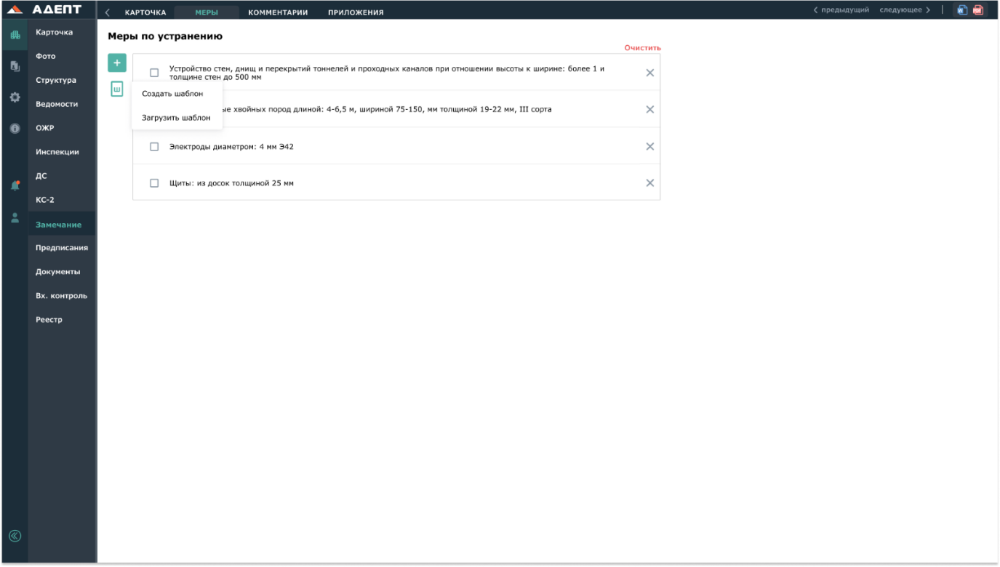 АДЕПТ
КАРТОЧКА
МЕРЫ
КОММЕНТАРИИ
ПРИЛОЖЕНИЯ
предыдущий
следующее
Карточка
Фото
Структура
Ведомости
ОЖР
Инспекции
ДС
КС-2
Замечание
Предписания
Документы
Вх. контроль
Реестр
Меры по устранению
Очистить
+
Устройство стен, днищ и перекрытий тоннелей и проходных каналов при отношении высоты к ширине: более 1 и
толщине стен до 500 мм
Ш
Создать шаблон
Загрузить шаблон
хвойных пород длиной: 4-6,5 м, шириной 75-150, мм толщиной 19-22 мм, III сорта
Электроды диаметром: 4 мм Э42
Щиты: из досок толщиной 25 мм